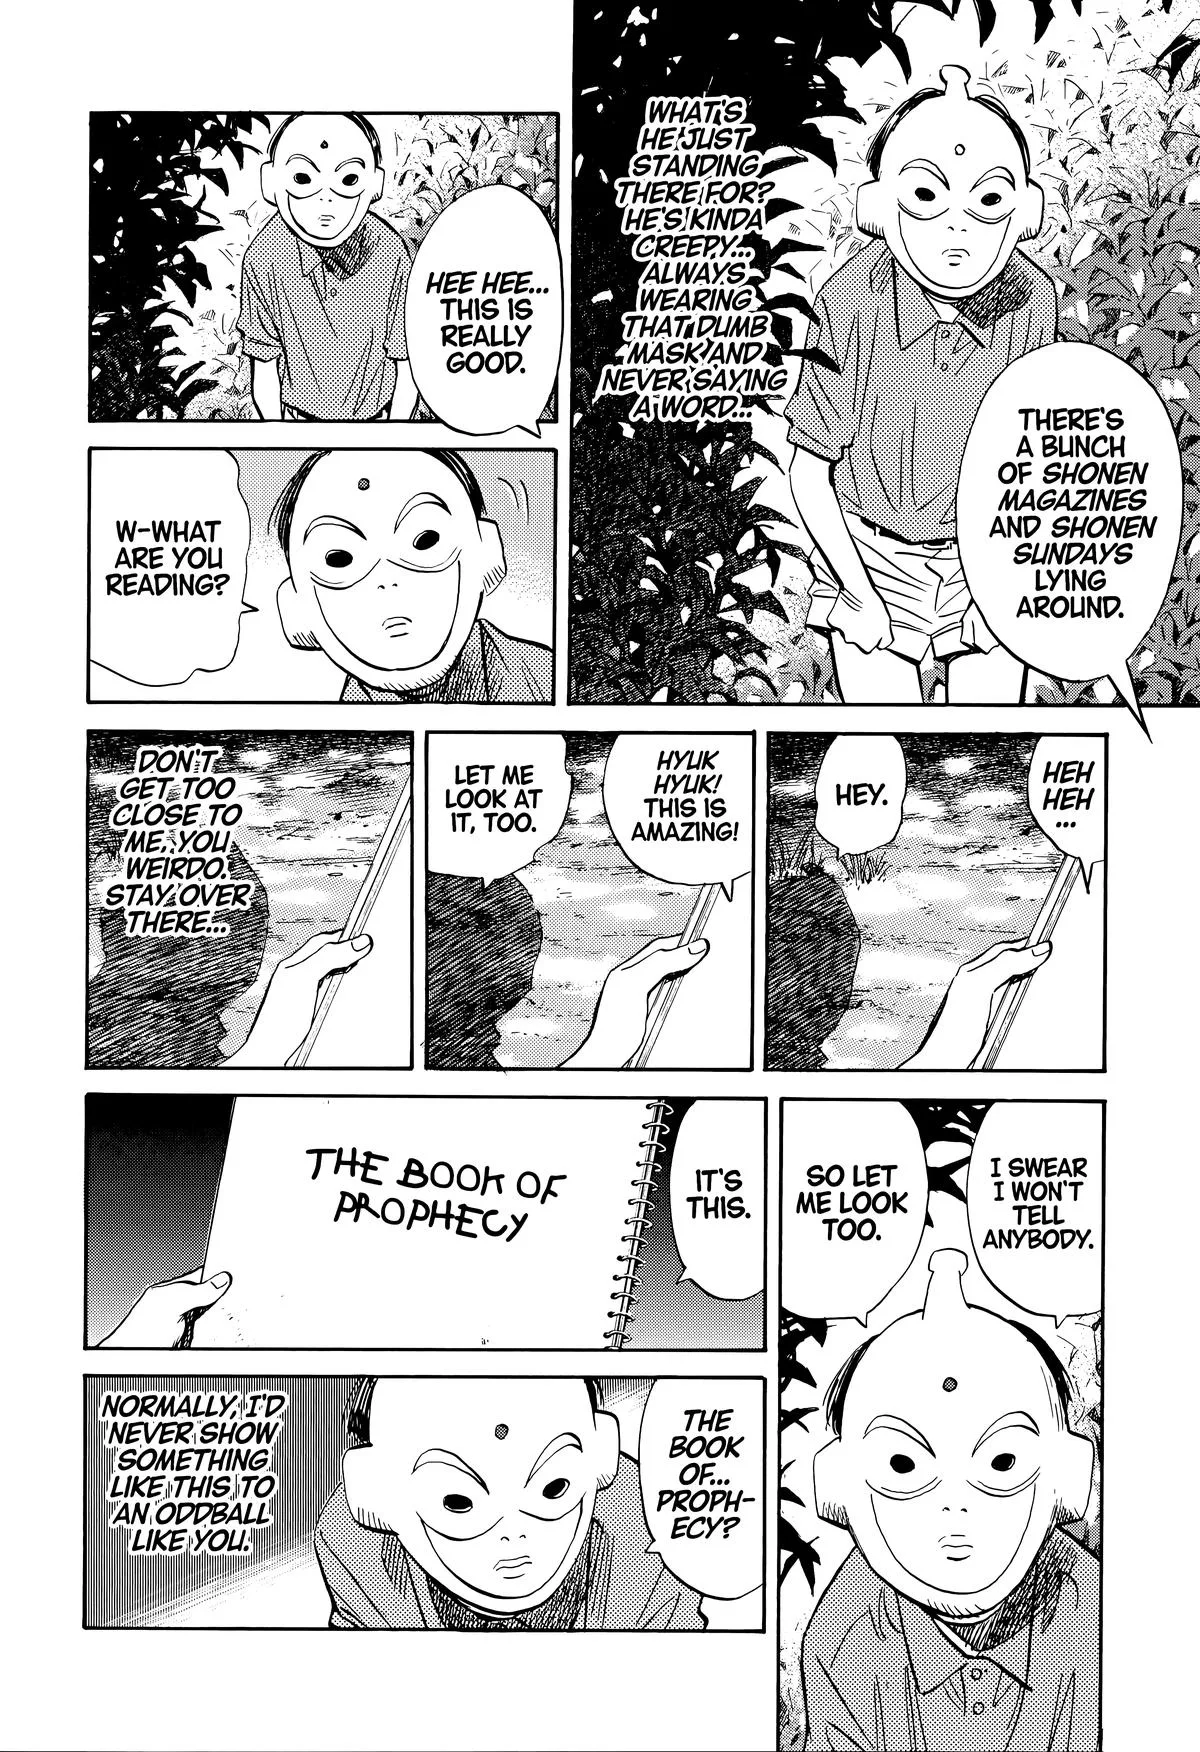 WHAT'S
HE JUST
STANDING
THERE FOR?
HE'S KINDA
CREEPY...
ALWAYS
WEARING
THAT DUMB
MASK AND
NEVER SAYING
A WORD...
THERE'S
A BUNCH
OF SHONEN
MAGAZINES
AND SHONEN
SUNDAYS
LYING
AROUND.
HEE HEE...
THIS IS
REALLY
GOOD.
W-WHAT
ARE YOU
READING?
HEH
HEH
...
HEY.
HYUK
HYUK!
THIS IS
AMAZING!
LET ME
LOOK AT
IT, TOO.
DON'T
GET TOO
CLOSE TO
ME, YOU
WEIRDO.
STAY OVER
THERE...
I SWEAR
I WON'T
TELL
ANYBODY.
SO LET
ME LOOK
TOO.
IT'S
THIS.
THE BOOK OF
PROPHECY
THE
BOOK
OF...
PROPH-
ECY?
NORMALLY, I'D
NEVER SHOW
SOMETHING
LIKE THIS TO
AN ODDBALL
LIKE YOU.